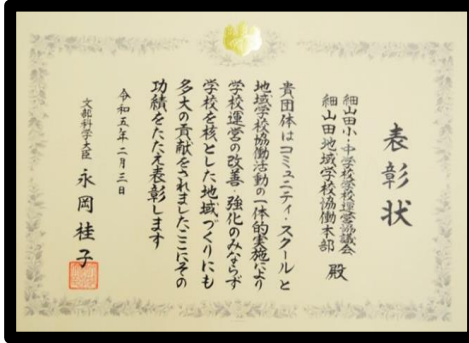 表彰状
細山田小・中学校学校運営協議会
細山田地域学校協働本部 殿
貴団体はコミュニティ・スクールと
地域学校協働活動の一体的実施により
学校運営の改善・強化のみならず
学校を核とした地域づくりにも
多大の貢献をされましたここにその
功績をたたえ表彰します
令和五年二月三日
文部科学大臣 永岡桂子